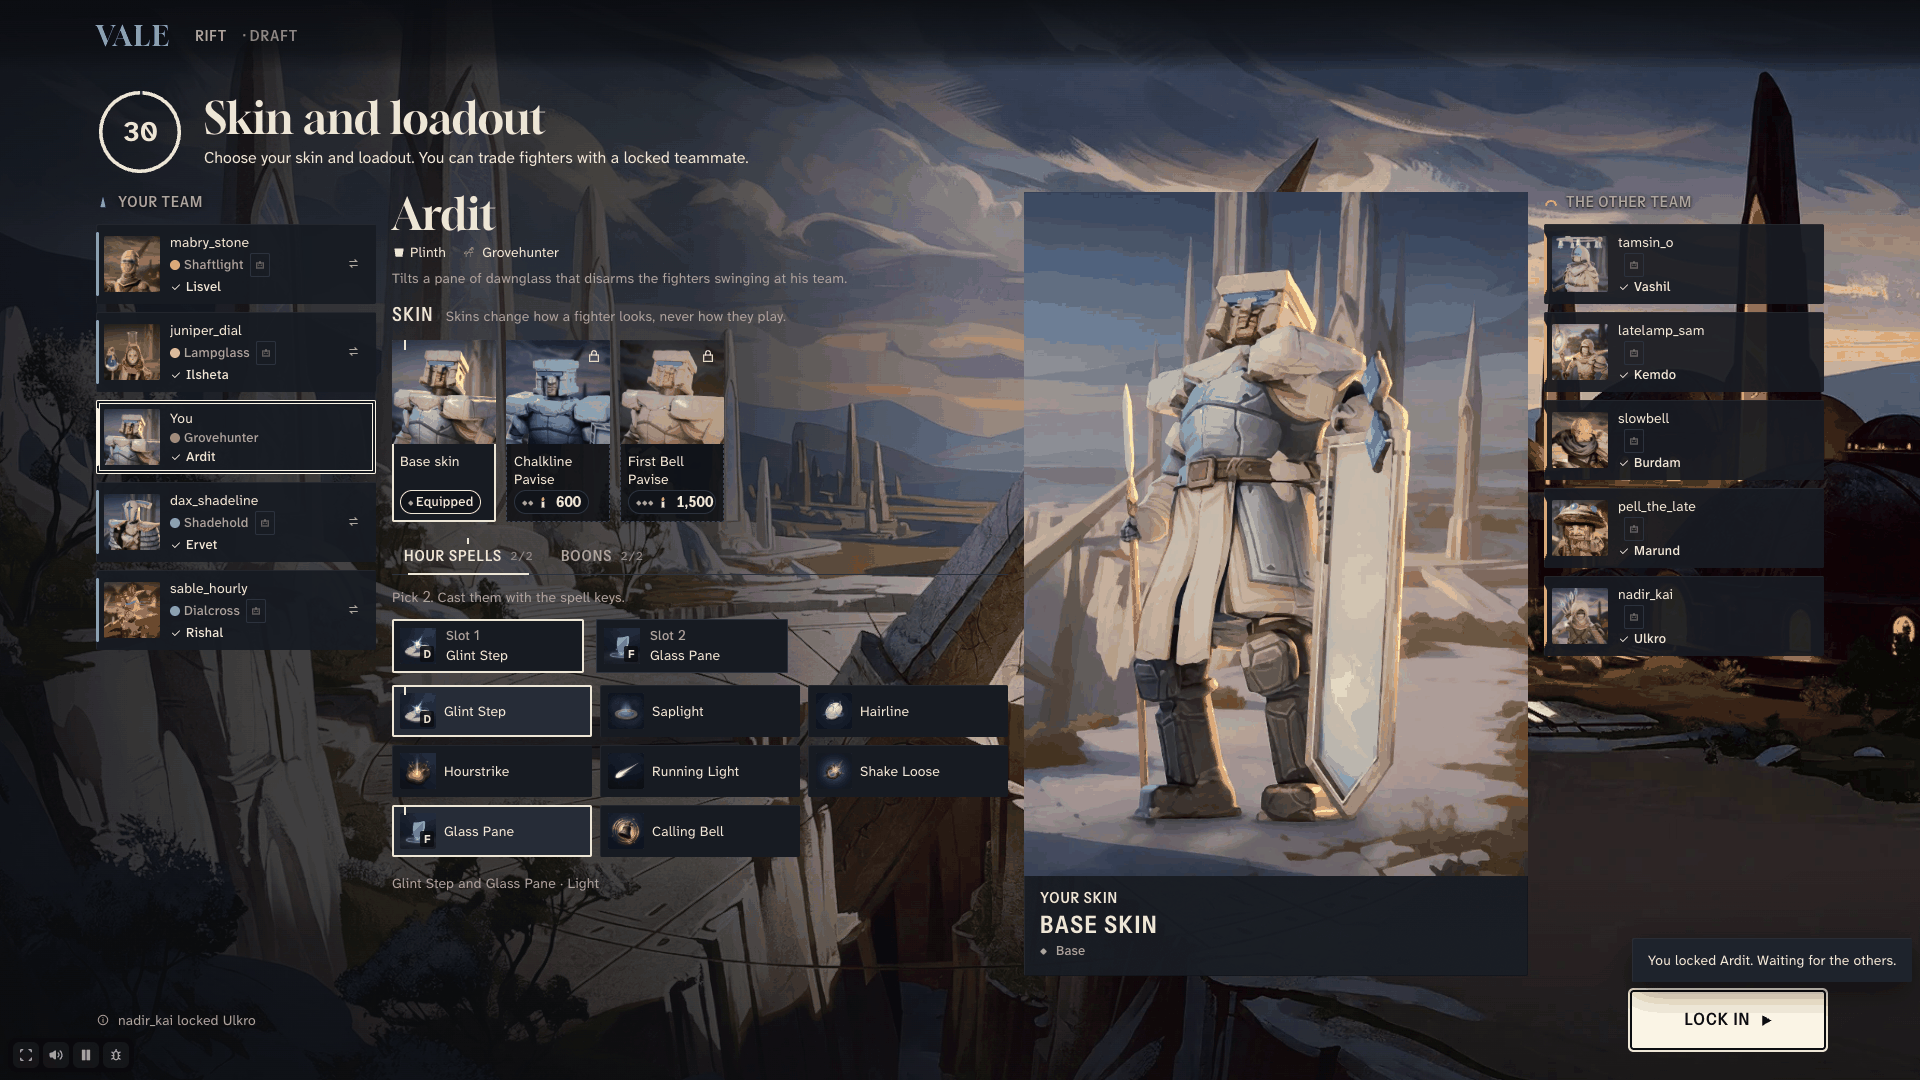 VALE RIFT · DRAFT
30
Skin and loadout
Choose your skin and loadout. You can trade fighters with a locked teammate.
YOUR TEAM
mabry_stone
Shaftlight
✓ Lisvel
juniper_dial
Lampglass
✓ Ilsheta
You
Grovehunter
✓ Ardit
dax_shadeline
Shadehold
✓ Ervet
sable_hourly
Dialcross
✓ Rishal
Ardit
Plinth Grovehunter
Tilts a pane of dawnglass that disarms the fighters swinging at his team.
SKIN Skins change how a fighter looks, never how they play.
Base skin
Equipped
Chalkline
Pavise
600
First Bell
Pavise
1,500
HOUR SPELLS 2/2 BOONS 2/2
Pick 2. Cast them with the spell keys.
D
Slot 1
Glint Step
F
Slot 2
Glass Pane
D Glint Step
Saplight
Hairline
Hourstrike
Running Light
Shake Loose
F Glass Pane
Calling Bell
Glint Step and Glass Pane · Light
YOUR SKIN
BASE SKIN
Base
THE OTHER TEAM
tamsin_o
✓ Vashil
latelamp_sam
✓ Kemdo
slowbell
✓ Burdam
pell_the_late
✓ Marund
nadir_kai
✓ Ulkro
You locked Ardit. Waiting for the others.
LOCK IN
nadir_kai locked Ulkro